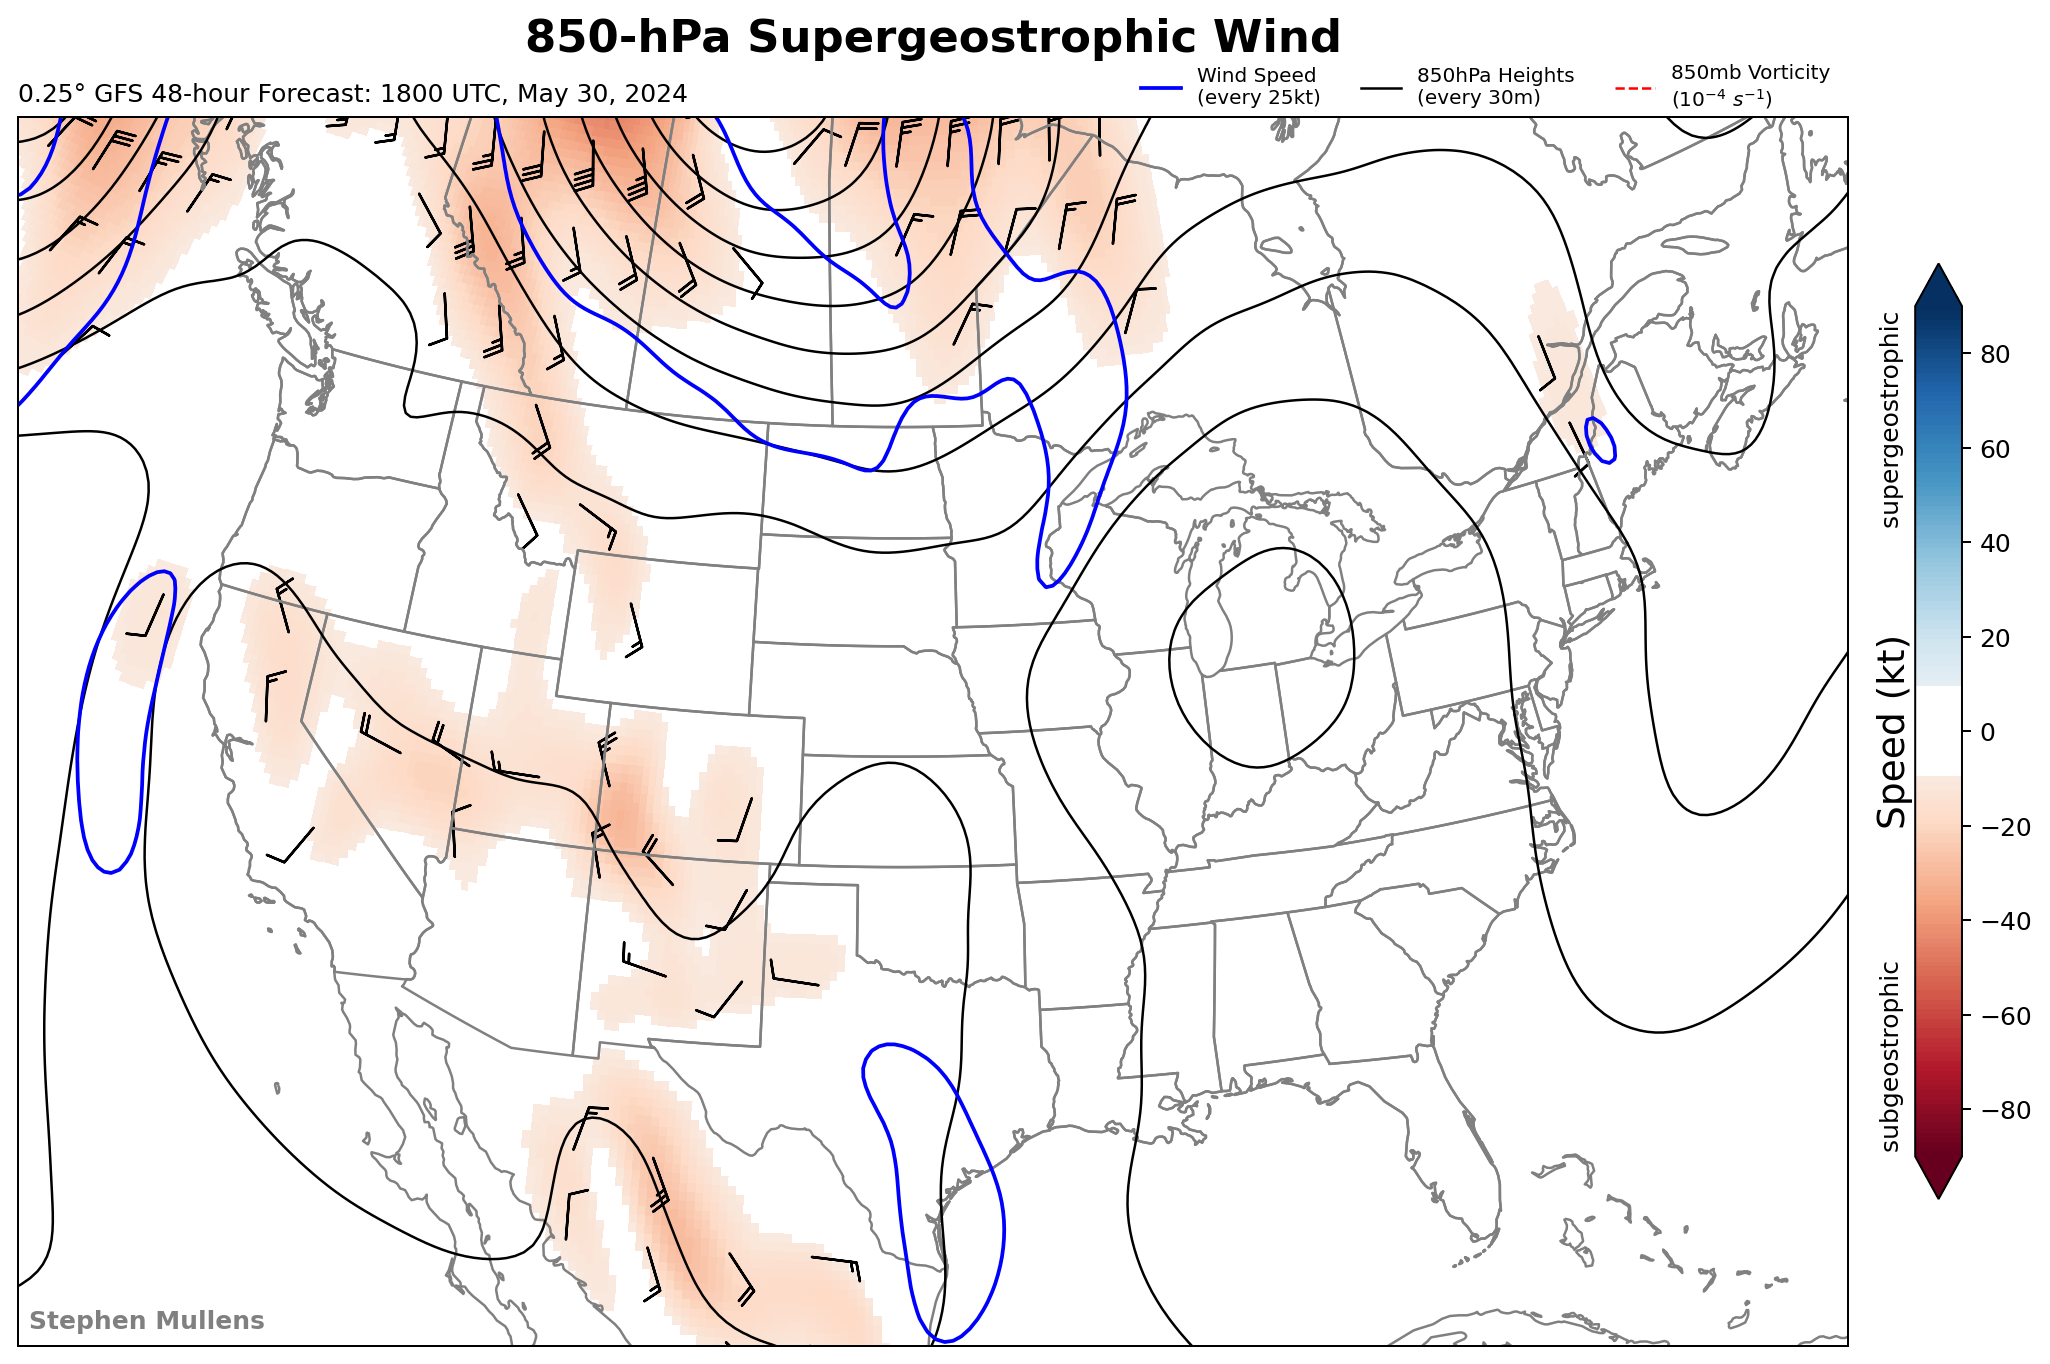 850-hPa Supergeostrophic Wind
0.25° GFS 48-hour Forecast: 1800 UTC, May 30, 2024
Wind Speed
(every 25kt)
850hPa Heights
(every 30m)
850mb Vorticity
(10⁻⁴ s⁻¹)
supergeostrophic
Speed (kt)
subgeostrophic
80
60
40
20
0
−20
−40
−60
−80
Stephen Mullens